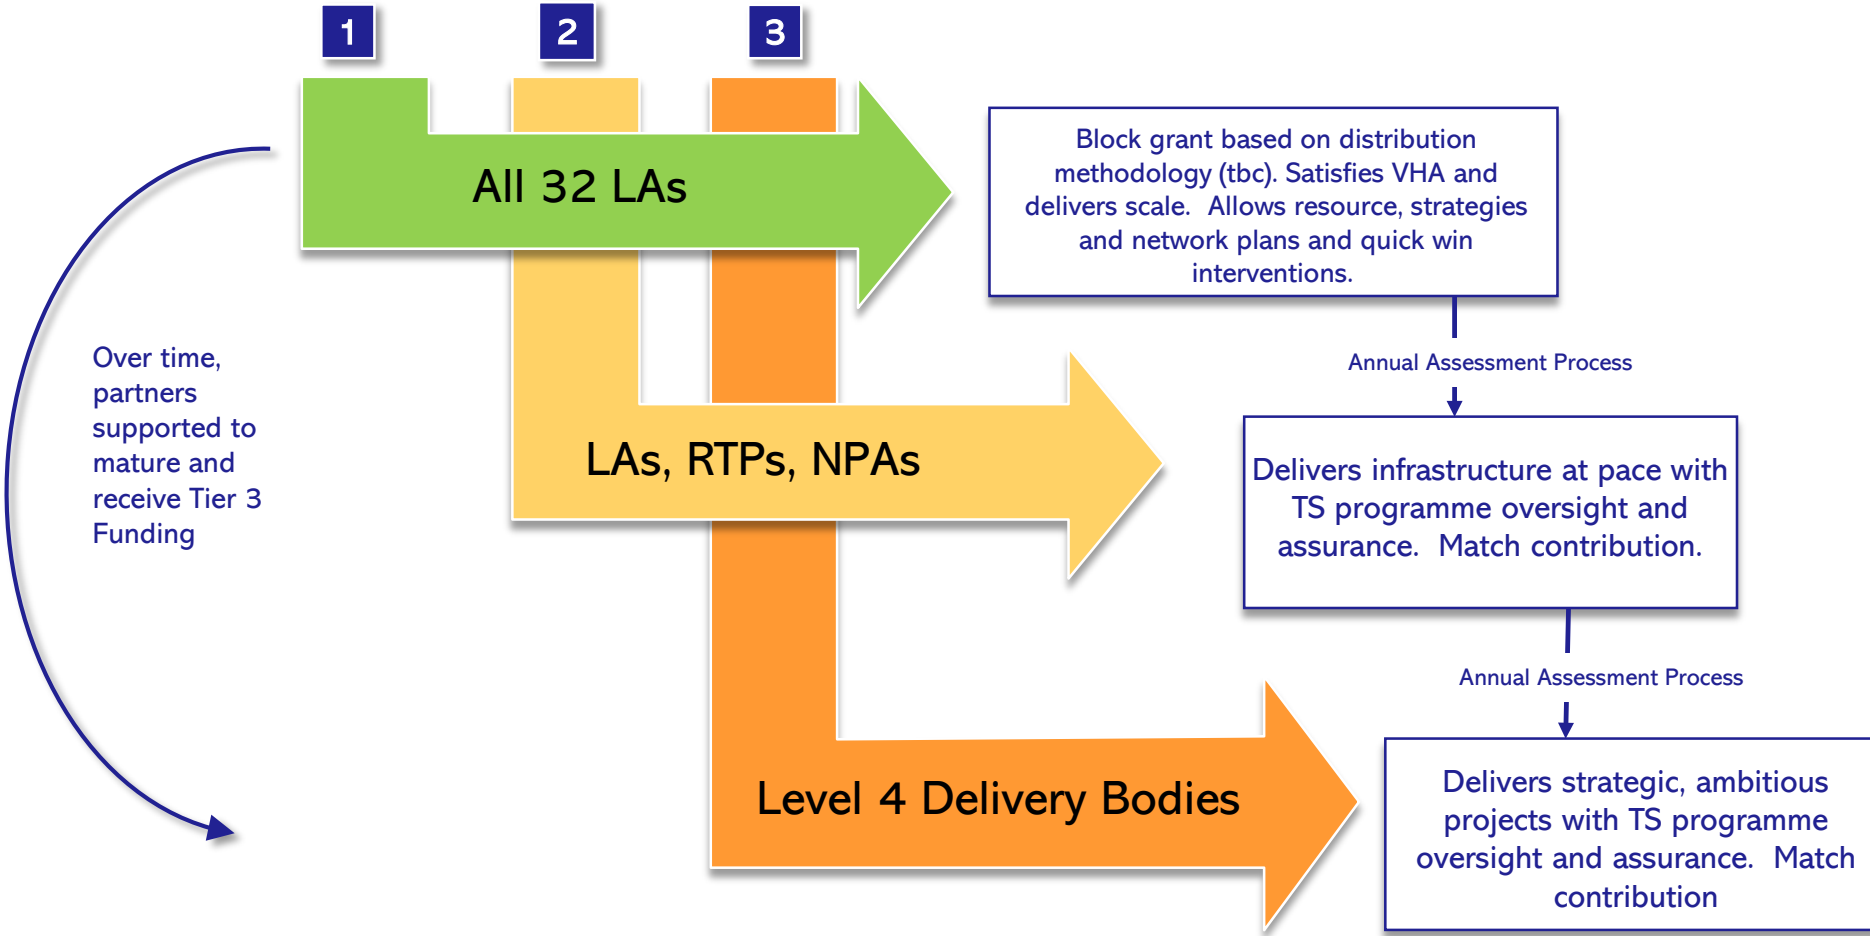 1
2
3
All 32 LAs
Block grant based on distribution
methodology (tbc). Satisfies VHA and
delivers scale.  Allows resource, strategies
and network plans and quick win
interventions.
Over time,
partners
supported to
mature and
receive Tier 3
Funding
Annual Assessment Process
LAs, RTPs, NPAs
Delivers infrastructure at pace with
TS programme oversight and
assurance.  Match contribution.
Annual Assessment Process
Level 4 Delivery Bodies
Delivers strategic, ambitious
projects with TS programme
oversight and assurance.  Match
contribution